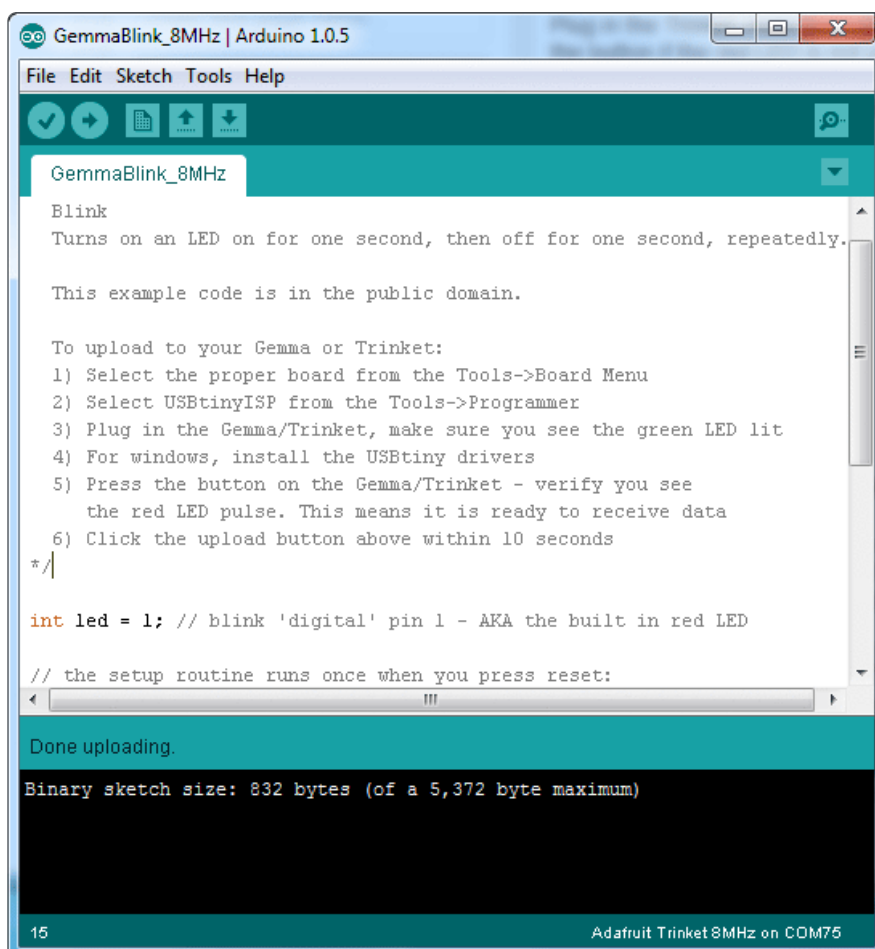 GemmaBlink_8MHz | Arduino 1.0.5
File Edit Sketch Tools Help
GemmaBlink_8MHz
Blink
Turns on an LED on for one second, then off for one second, repeatedly.
This example code is in the public domain.
To upload to your Gemma or Trinket:
1) Select the proper board from the Tools->Board Menu
2) Select USBtinyISP from the Tools->Programmer
3) Plug in the Gemma/Trinket, make sure you see the green LED lit
4) For windows, install the USBtiny drivers
5) Press the button on the Gemma/Trinket - verify you see
the red LED pulse. This means it is ready to receive data
6) Click the upload button above within 10 seconds
*/
int led = 1; // blink 'digital' pin 1 - AKA the built in red LED
// the setup routine runs once when you press reset:
Done uploading.
Binary sketch size: 832 bytes (of a 5,372 byte maximum)
15
Adafruit Trinket 8MHz on COM75